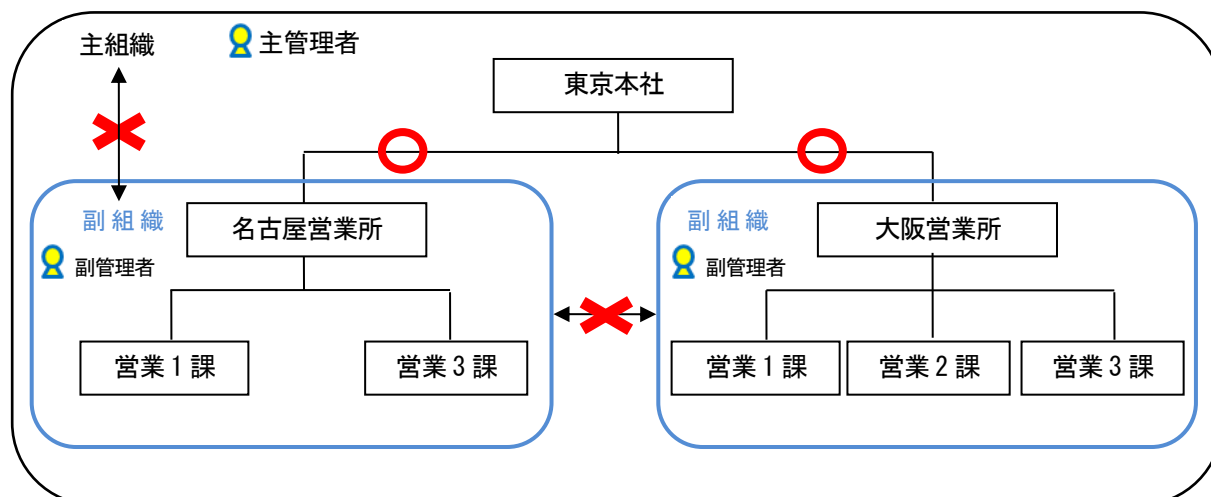 主組織
主管理者
東京本社
副組織
名古屋営業所
副管理者
営業1課
営業3課
副組織
大阪営業所
副管理者
営業1課
営業2課
営業3課